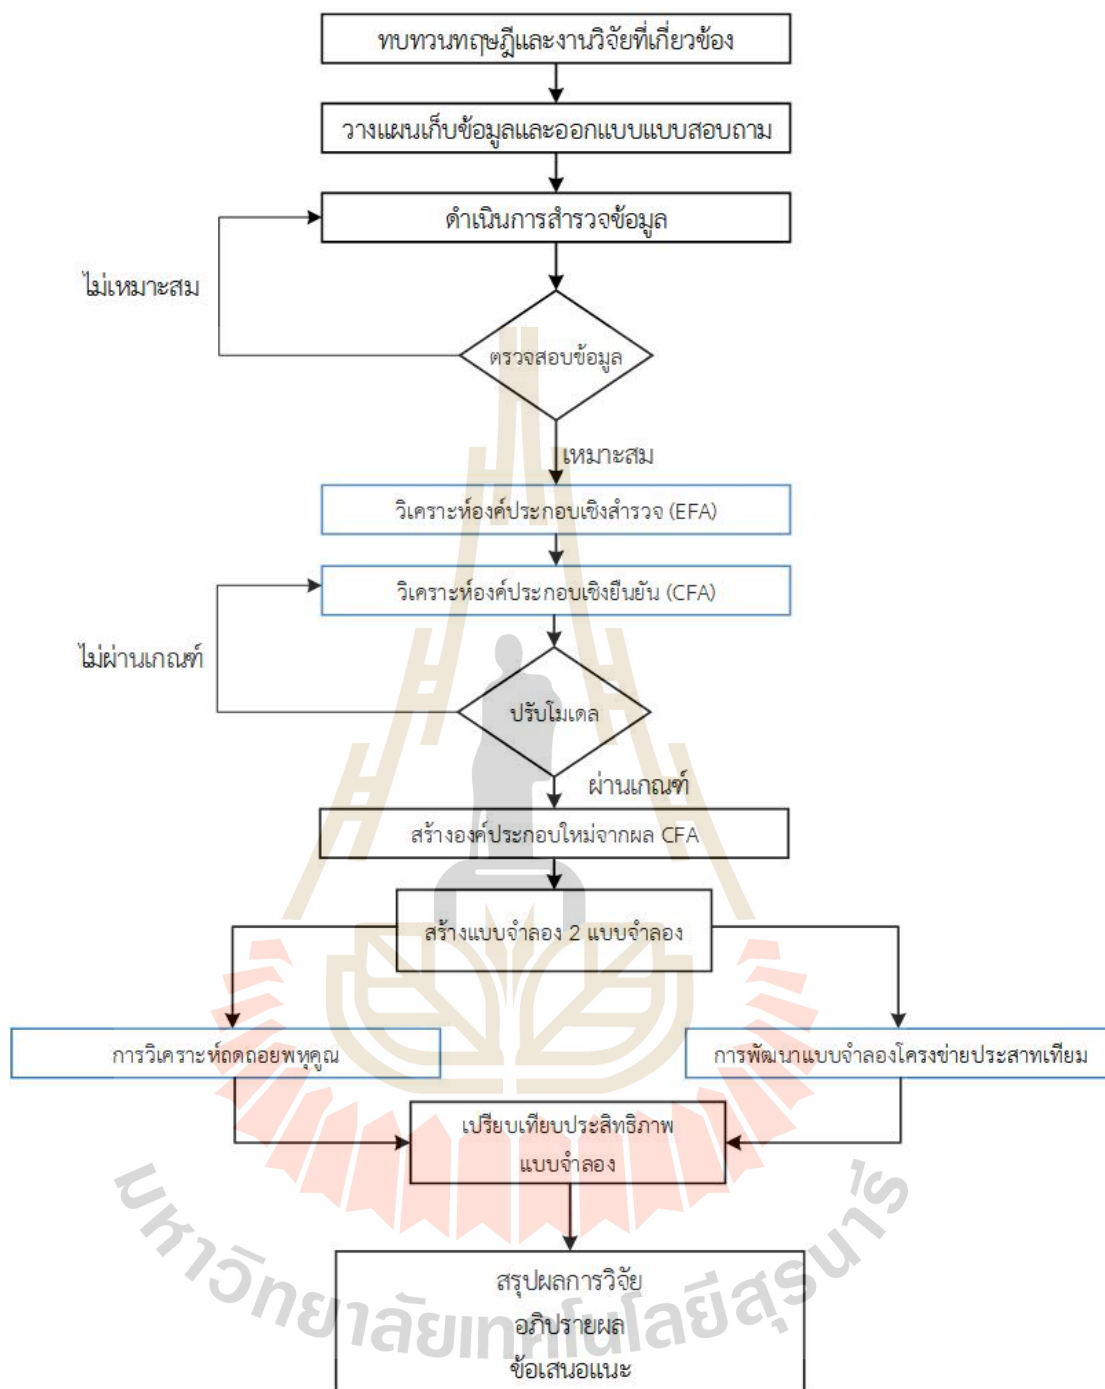 ทบทวนทฤษฎีและงานวิจัยที่เกี่ยวข้อง
วางแผนเก็บข้อมูลและออกแบบแบบสอบถาม
ดำเนินการสำรวจข้อมูล
ไม่เหมาะสม
ตรวจสอบข้อมูล
เหมาะสม
วิเคราะห์องค์ประกอบเชิงสำรวจ (EFA)
วิเคราะห์องค์ประกอบเชิงยืนยัน (CFA)
ไม่ผ่านเกณฑ์
ปรับโมเดล
ผ่านเกณฑ์
สร้างองค์ประกอบใหม่จากผล CFA
สร้างแบบจำลอง 2 แบบจำลอง
การวิเคราะห์ถดถอยพหุคูณ
การพัฒนาแบบจำลองโครงข่ายประสาทเทียม
เปรียบเทียบประสิทธิภาพ
แบบจำลอง
สรุปผลการวิจัย
อภิปรายผล
ข้อเสนอแนะ
มหาวิทยาลัยเทคโนโลยีสุรนารี